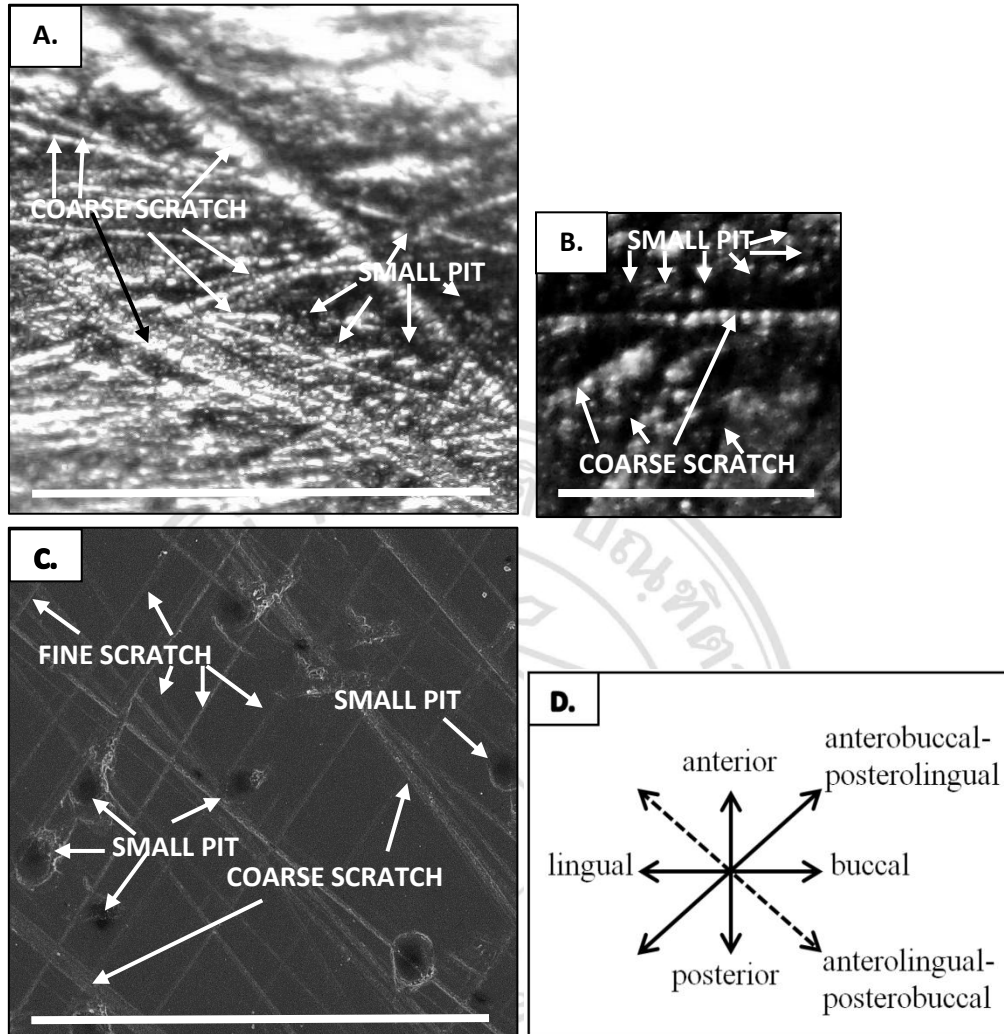 A.
COARSE SCRATCH
SMALL PIT
B.
SMALL PIT
COARSE SCRATCH
C.
FINE SCRATCH
SMALL PIT
SMALL PIT
COARSE SCRATCH
D.
anterior
anterobuccal-
posterolingual
lingual
buccal
posterior
anterolingual-
posterobuccal